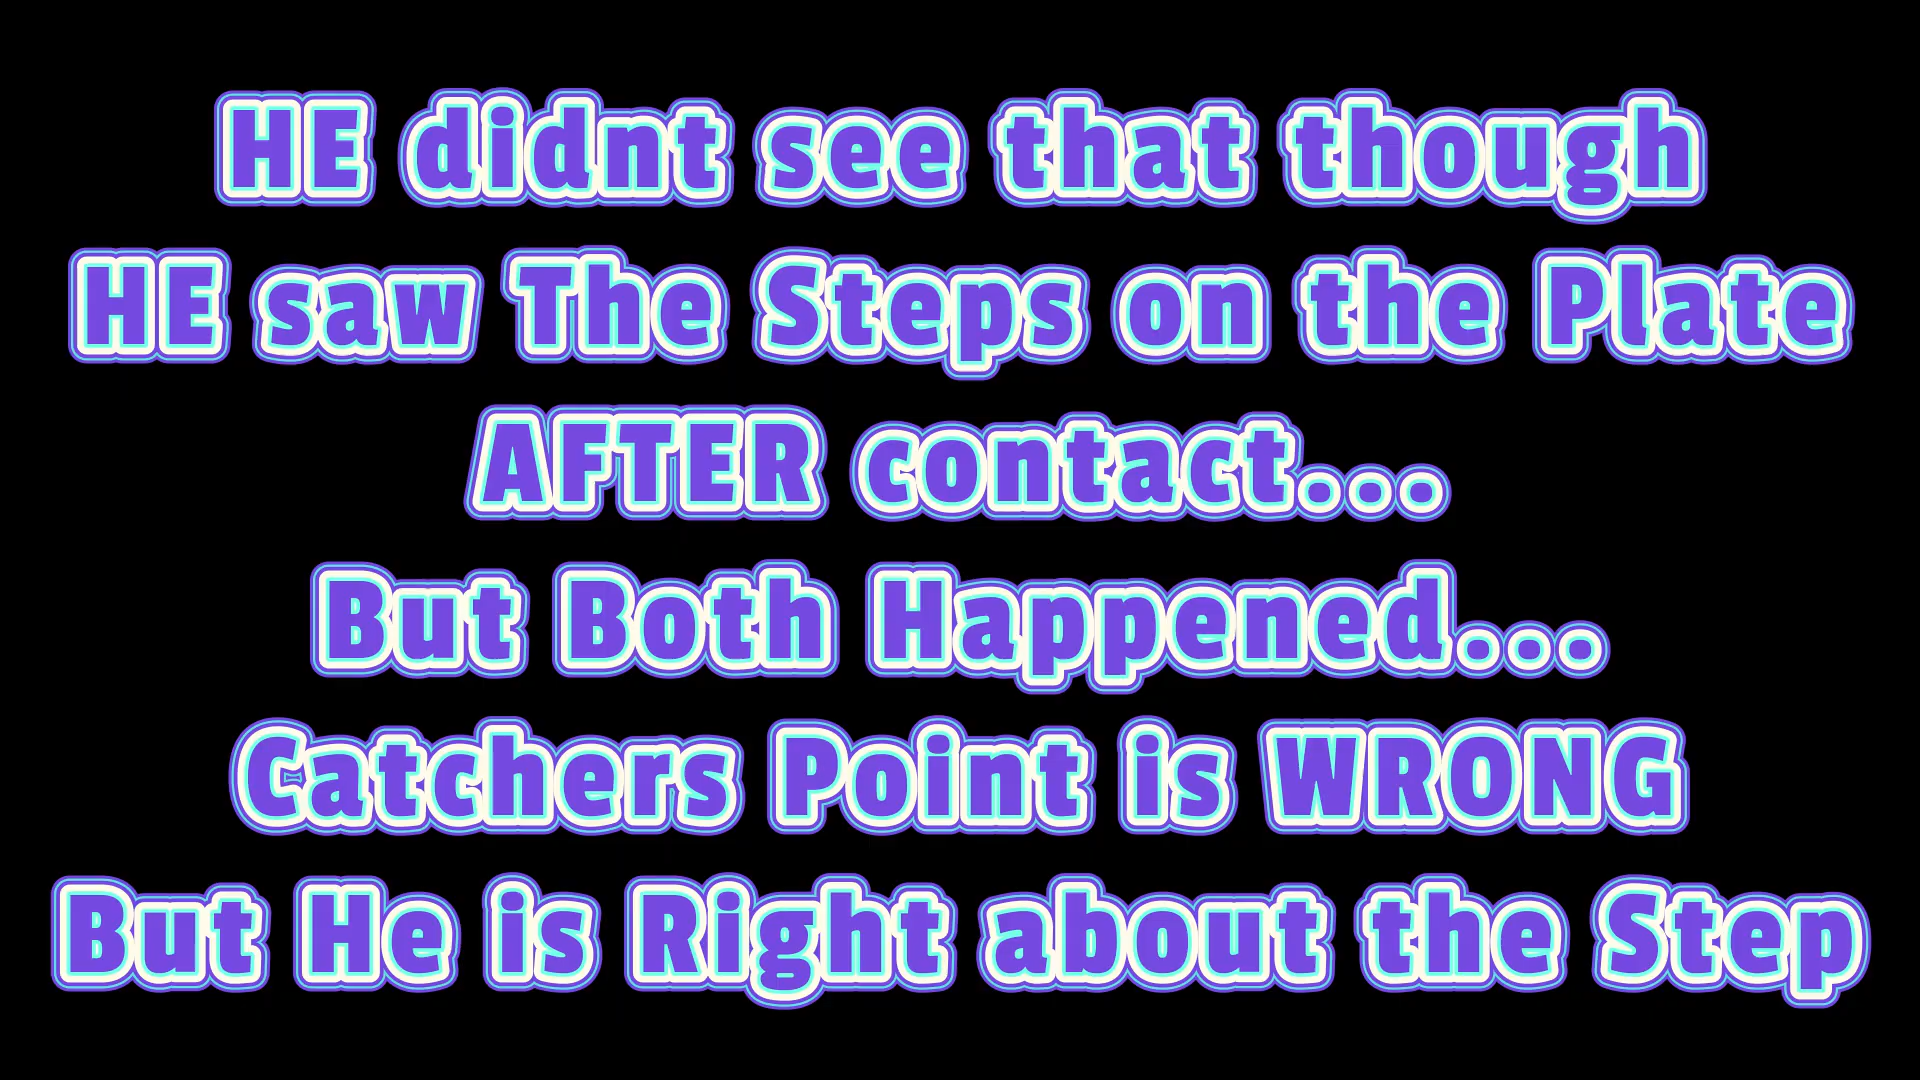 HE didnt see that though
HE saw The Steps on the Plate
AFTER contact...
But Both Happened...
Catchers Point is WRONG
But He is Right about the Step